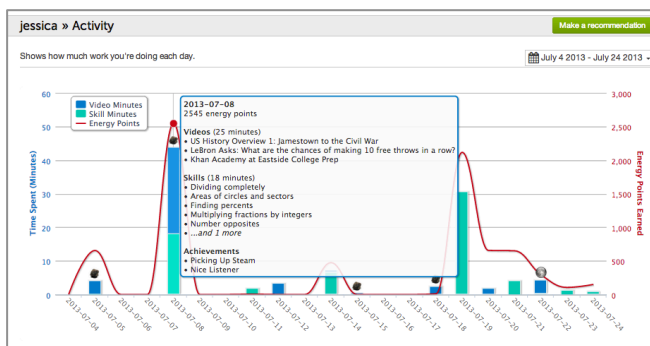 jessica » Activity
Make a recommendation
Shows how much work you're doing each day.
July 4 2013 - July 24 2013
60
50
40
30
20
10
0
Time Spent (Minutes)
Video Minutes
Skill Minutes
Energy Points
2013-07-08
2545 energy points
Videos (25 minutes)
• US History Overview 1: Jamestown to the Civil War
• LeBron Asks: What are the chances of making 10 free throws in a row?
• Khan Academy at Eastside College Prep
Skills (18 minutes)
• Dividing completely
• Areas of circles and sectors
• Finding percents
• Multiplying fractions by integers
• Number opposites
• ...and 1 more
Achievements
• Picking Up Steam
• Nice Listener
3,000
2,500
2,000
1,500
1,000
500
0
Energy Points Earned
2013-07-04
2013-07-05
2013-07-06
2013-07-07
2013-07-08
2013-07-09
2013-07-10
2013-07-11
2013-07-12
2013-07-13
2013-07-14
2013-07-15
2013-07-16
2013-07-17
2013-07-18
2013-07-19
2013-07-20
2013-07-21
2013-07-22
2013-07-23
2013-07-24